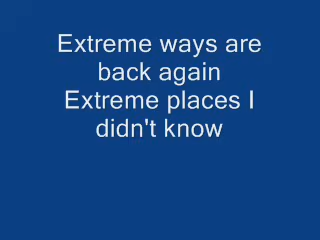 Extreme ways are
back again
Extreme places I
didn't know